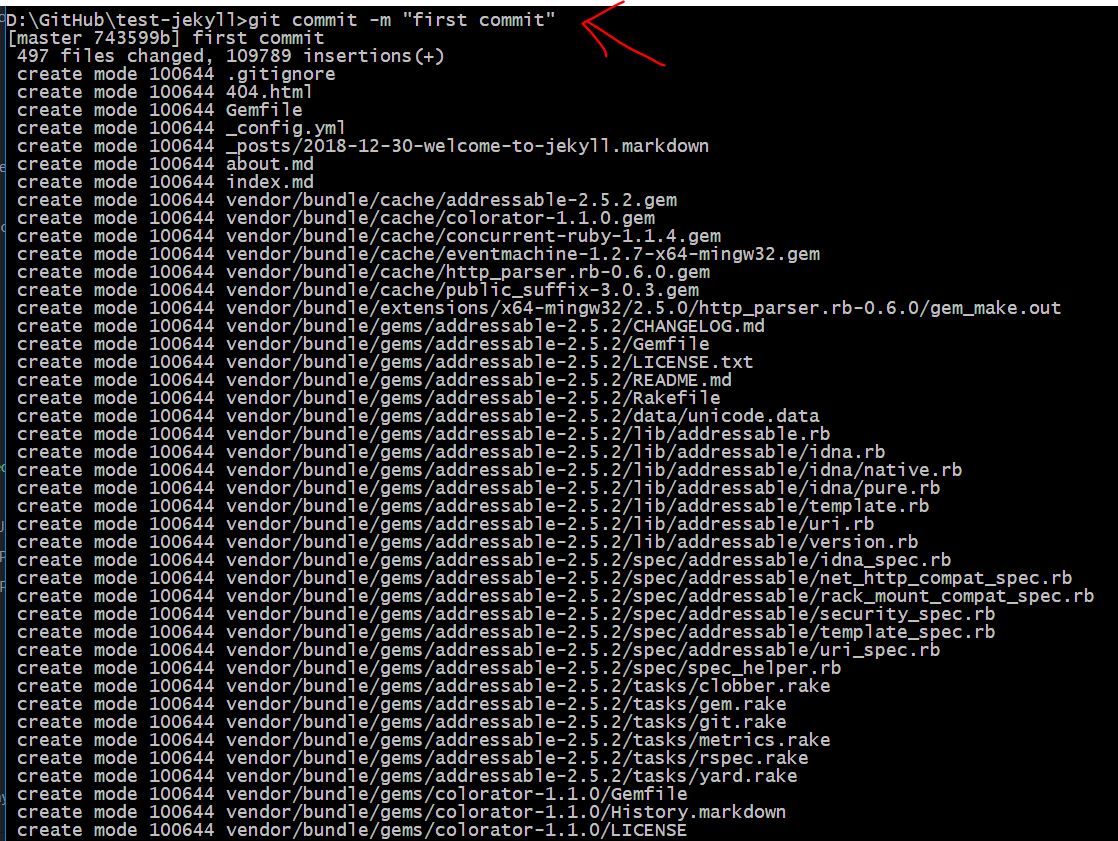 D:\GitHub\test-jekyll>git commit -m "first commit"
[master 743599b] first commit
 497 files changed, 109789 insertions(+)
 create mode 100644 .gitignore
 create mode 100644 404.html
 create mode 100644 Gemfile
 create mode 100644 _config.yml
 create mode 100644 _posts/2018-12-30-welcome-to-jekyll.markdown
 create mode 100644 about.md
 create mode 100644 index.md
 create mode 100644 vendor/bundle/cache/addressable-2.5.2.gem
 create mode 100644 vendor/bundle/cache/colorator-1.1.0.gem
 create mode 100644 vendor/bundle/cache/concurrent-ruby-1.1.4.gem
 create mode 100644 vendor/bundle/cache/eventmachine-1.2.7-x64-mingw32.gem
 create mode 100644 vendor/bundle/cache/http_parser.rb-0.6.0.gem
 create mode 100644 vendor/bundle/cache/public_suffix-3.0.3.gem
 create mode 100644 vendor/bundle/extensions/x64-mingw32/2.5.0/http_parser.rb-0.6.0/gem_make.out
 create mode 100644 vendor/bundle/gems/addressable-2.5.2/CHANGELOG.md
 create mode 100644 vendor/bundle/gems/addressable-2.5.2/Gemfile
 create mode 100644 vendor/bundle/gems/addressable-2.5.2/LICENSE.txt
 create mode 100644 vendor/bundle/gems/addressable-2.5.2/README.md
 create mode 100644 vendor/bundle/gems/addressable-2.5.2/Rakefile
 create mode 100644 vendor/bundle/gems/addressable-2.5.2/data/unicode.data
 create mode 100644 vendor/bundle/gems/addressable-2.5.2/lib/addressable.rb
 create mode 100644 vendor/bundle/gems/addressable-2.5.2/lib/addressable/idna.rb
 create mode 100644 vendor/bundle/gems/addressable-2.5.2/lib/addressable/idna/native.rb
 create mode 100644 vendor/bundle/gems/addressable-2.5.2/lib/addressable/idna/pure.rb
 create mode 100644 vendor/bundle/gems/addressable-2.5.2/lib/addressable/template.rb
 create mode 100644 vendor/bundle/gems/addressable-2.5.2/lib/addressable/uri.rb
 create mode 100644 vendor/bundle/gems/addressable-2.5.2/lib/addressable/version.rb
 create mode 100644 vendor/bundle/gems/addressable-2.5.2/spec/addressable/idna_spec.rb
 create mode 100644 vendor/bundle/gems/addressable-2.5.2/spec/addressable/net_http_compat_spec.rb
 create mode 100644 vendor/bundle/gems/addressable-2.5.2/spec/addressable/rack_mount_compat_spec.rb
 create mode 100644 vendor/bundle/gems/addressable-2.5.2/spec/addressable/security_spec.rb
 create mode 100644 vendor/bundle/gems/addressable-2.5.2/spec/addressable/template_spec.rb
 create mode 100644 vendor/bundle/gems/addressable-2.5.2/spec/addressable/uri_spec.rb
 create mode 100644 vendor/bundle/gems/addressable-2.5.2/spec/spec_helper.rb
 create mode 100644 vendor/bundle/gems/addressable-2.5.2/tasks/clobber.rake
 create mode 100644 vendor/bundle/gems/addressable-2.5.2/tasks/gem.rake
 create mode 100644 vendor/bundle/gems/addressable-2.5.2/tasks/git.rake
 create mode 100644 vendor/bundle/gems/addressable-2.5.2/tasks/metrics.rake
 create mode 100644 vendor/bundle/gems/addressable-2.5.2/tasks/rspec.rake
 create mode 100644 vendor/bundle/gems/addressable-2.5.2/tasks/yard.rake
 create mode 100644 vendor/bundle/gems/colorator-1.1.0/Gemfile
 create mode 100644 vendor/bundle/gems/colorator-1.1.0/History.markdown
 create mode 100644 vendor/bundle/gems/colorator-1.1.0/LICENSE